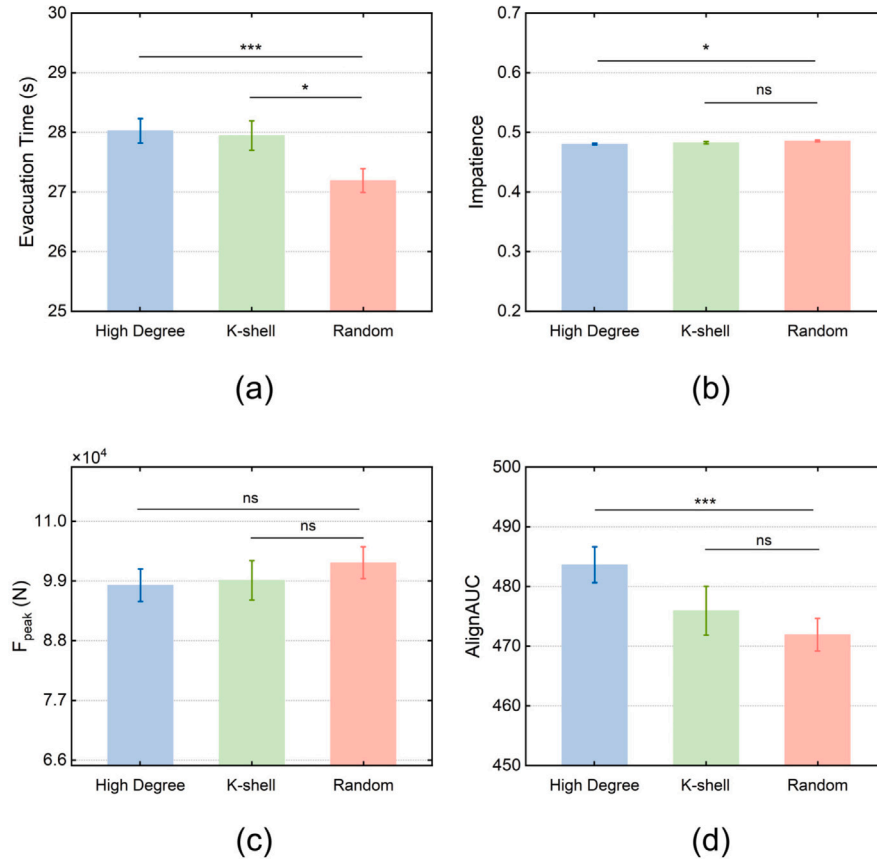 30
29
28
27
26
25
Evacuation Time (s)
***
*
High Degree K-shell Random
(a)
0.7
0.6
0.5
0.4
0.3
0.2
Impatience
*
ns
High Degree K-shell Random
(b)
×10⁴
11.0
9.9
8.8
7.7
6.6
F_peak (N)
ns
ns
High Degree K-shell Random
(c)
500
490
480
470
460
450
AlignAUC
***
ns
High Degree K-shell Random
(d)